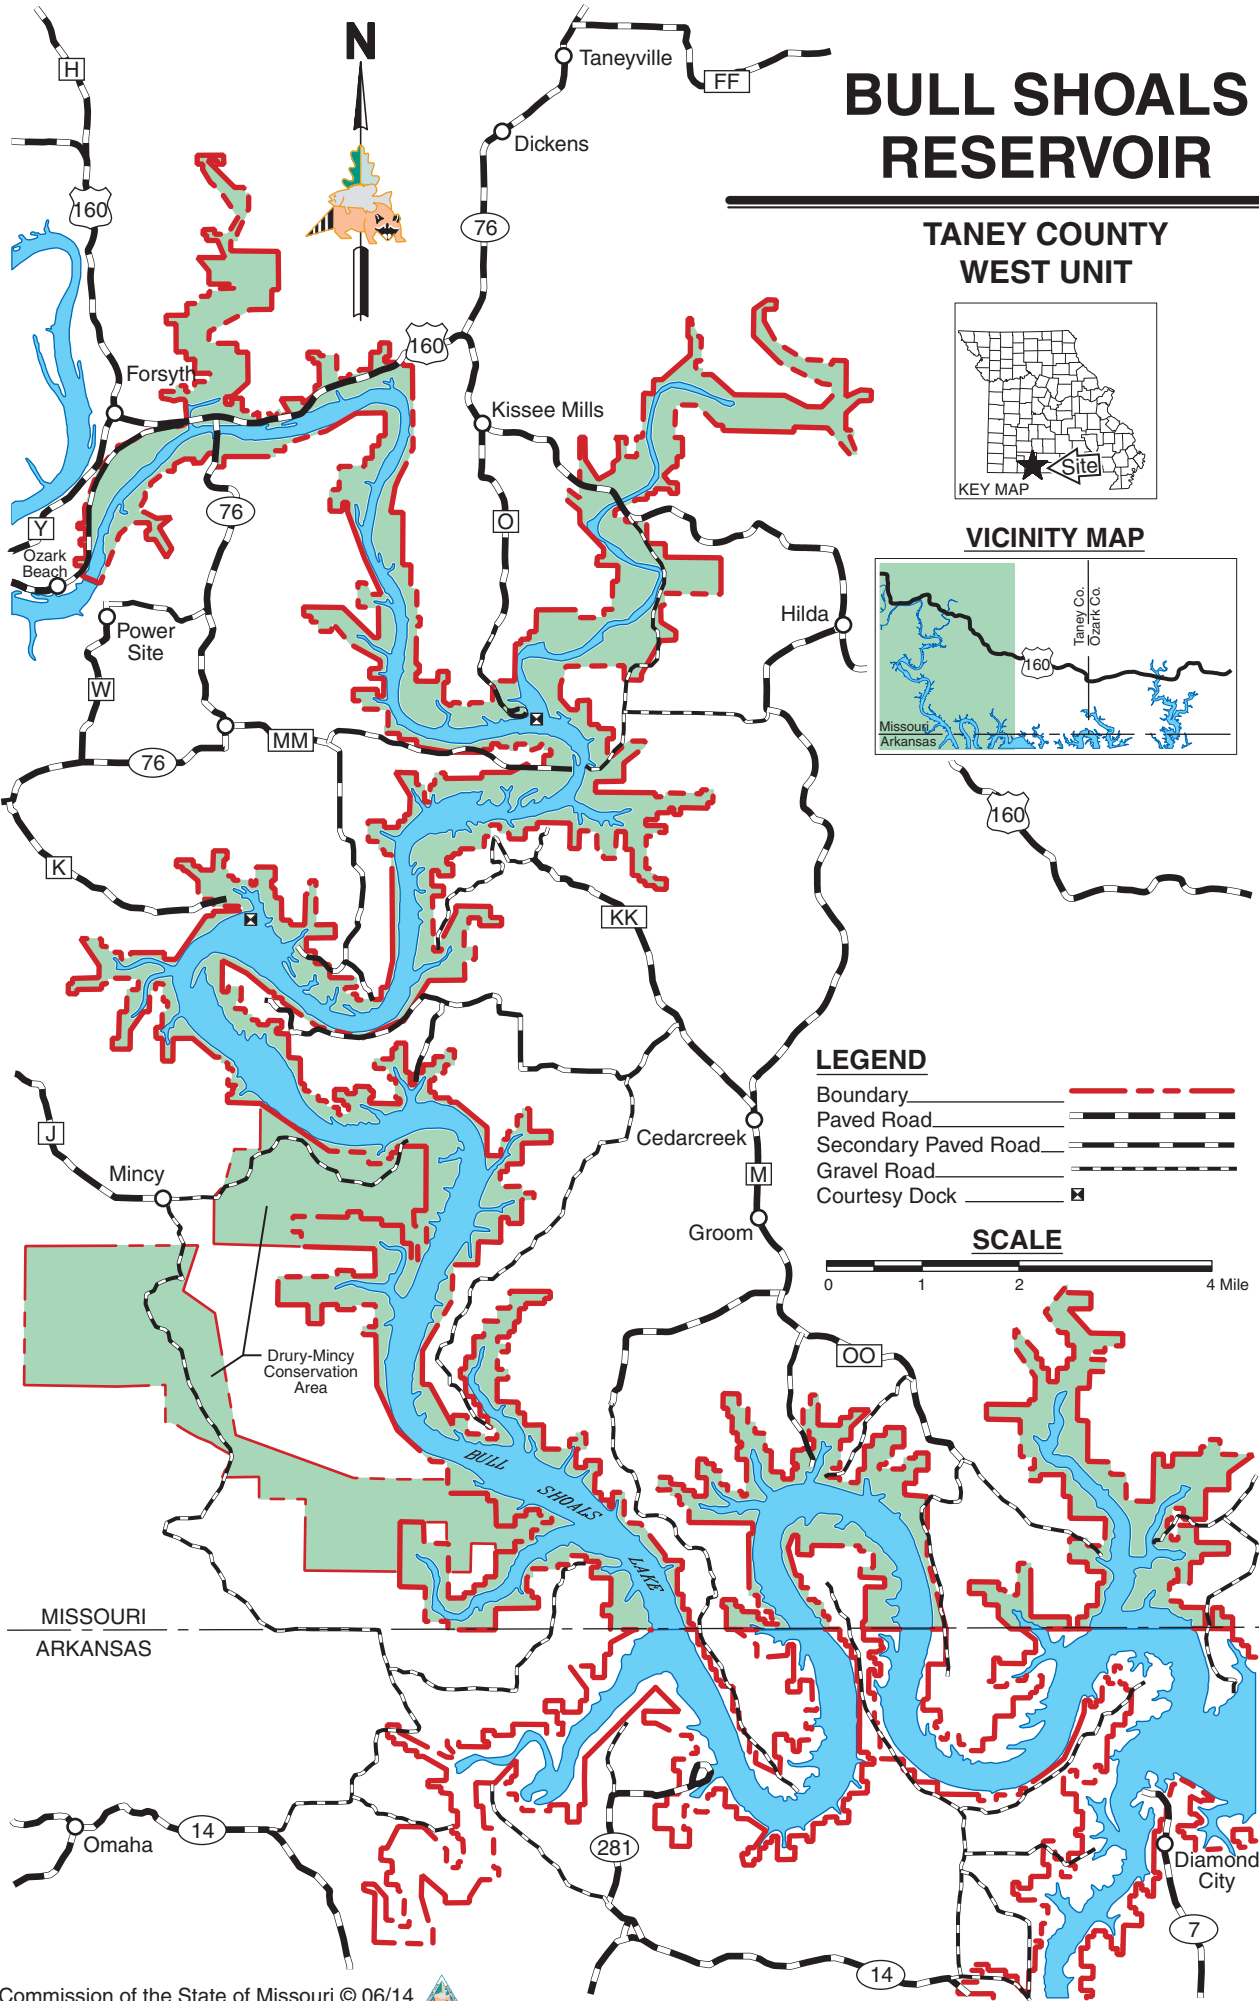 BULL SHOALS
RESERVOIR
TANEY COUNTY
WEST UNIT
N
H
160
Taneyville
FF
Dickens
76
160
Forsyth
Kissee Mills
Site
KEY MAP
VICINITY MAP
Taney Co.
Ozark Co.
160
Missouri
Arkansas
Y
76
O
Ozark
Beach
Hilda
Power
Site
W
MM
76
160
K
KK
LEGEND
Boundary
Paved Road
Secondary Paved Road
Gravel Road
Courtesy Dock
J
Cedarcreek
Mincy
M
Groom
SCALE
0 1 2 4 Mile
OO
Drury-Mincy
Conservation
Area
BULL
SHOALS
LAKE
MISSOURI
ARKANSAS
Omaha
14
281
Diamond
City
7
14
Commission of the State of Missouri © 06/14